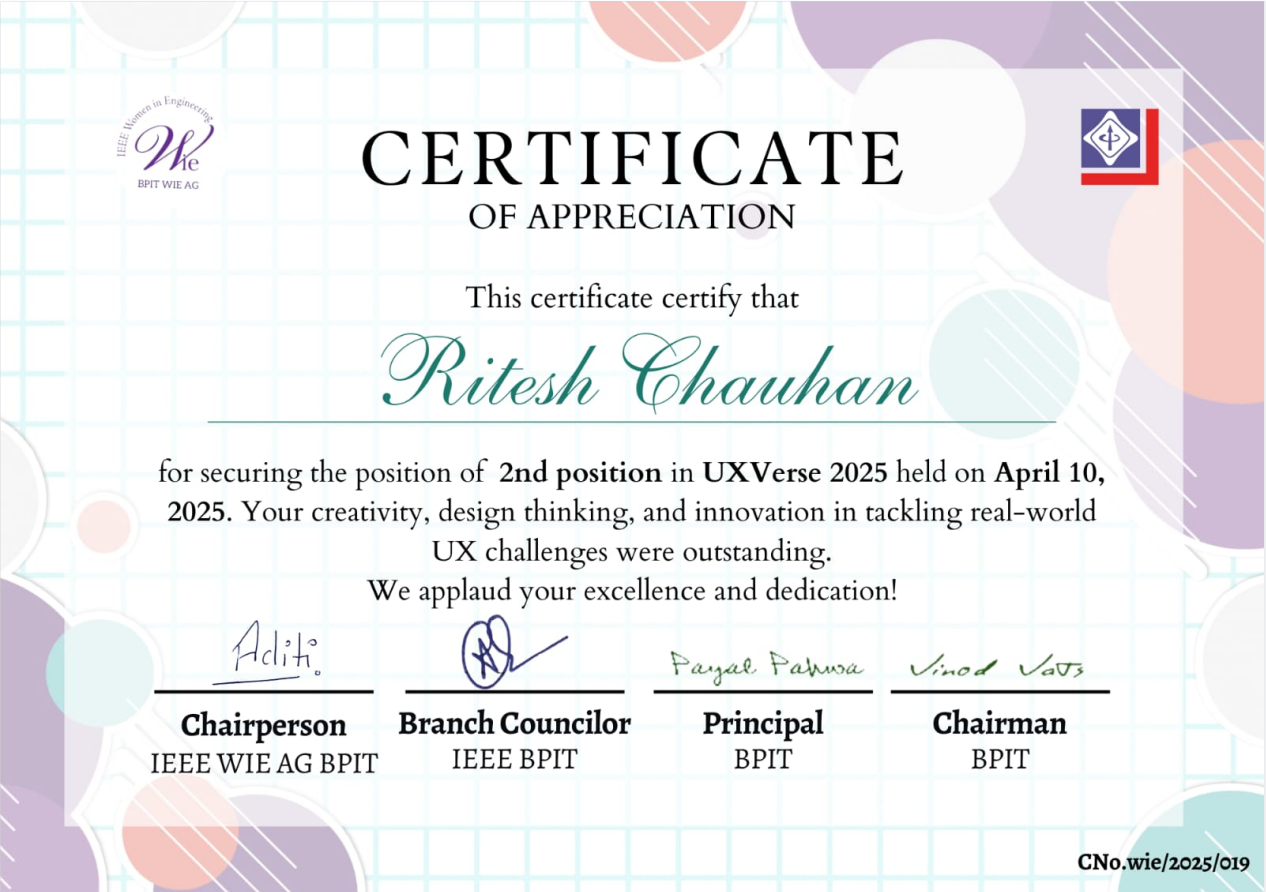 IEEE Women in Engineering
Wie
BPIT WIE AG
CERTIFICATE
OF APPRECIATION
This certificate certify that
Ritesh Chauhan
for securing the position of 2nd position in UXVerse 2025 held on April 10,
2025. Your creativity, design thinking, and innovation in tackling real-world
UX challenges were outstanding.
We applaud your excellence and dedication!
Aditi
Payal Pahwa
Vinod Vats
Chairperson
IEEE WIE AG BPIT
Branch Councilor
IEEE BPIT
Principal
BPIT
Chairman
BPIT
CNo.wie/2025/019